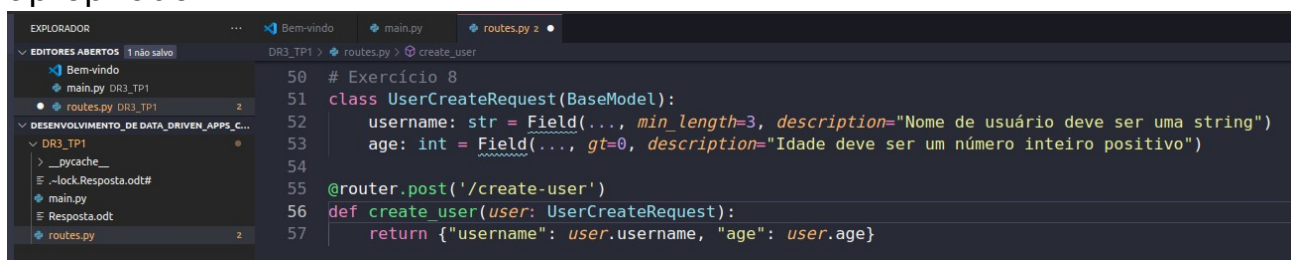 EXPLORADOR ...
EDITORES ABERTOS 1 não salvo
Bem-vindo
main.py DR3_TP1
routes.py DR3_TP1 2
DESENVOLVIMENTO_DE DATA_DRIVEN_APPS_C...
DR3_TP1
__pycache__
.~lock.Resposta.odt#
main.py
Resposta.odt
routes.py 2
Bem-vindo main.py routes.py 2
DR3_TP1 > routes.py > create_user
50 # Exercício 8
51 class UserCreateRequest(BaseModel):
52 username: str = Field(..., min_length=3, description="Nome de usuário deve ser uma string")
53 age: int = Field(..., gt=0, description="Idade deve ser um número inteiro positivo")
54
55 @router.post('/create-user')
56 def create_user(user: UserCreateRequest):
57 return {"username": user.username, "age": user.age}